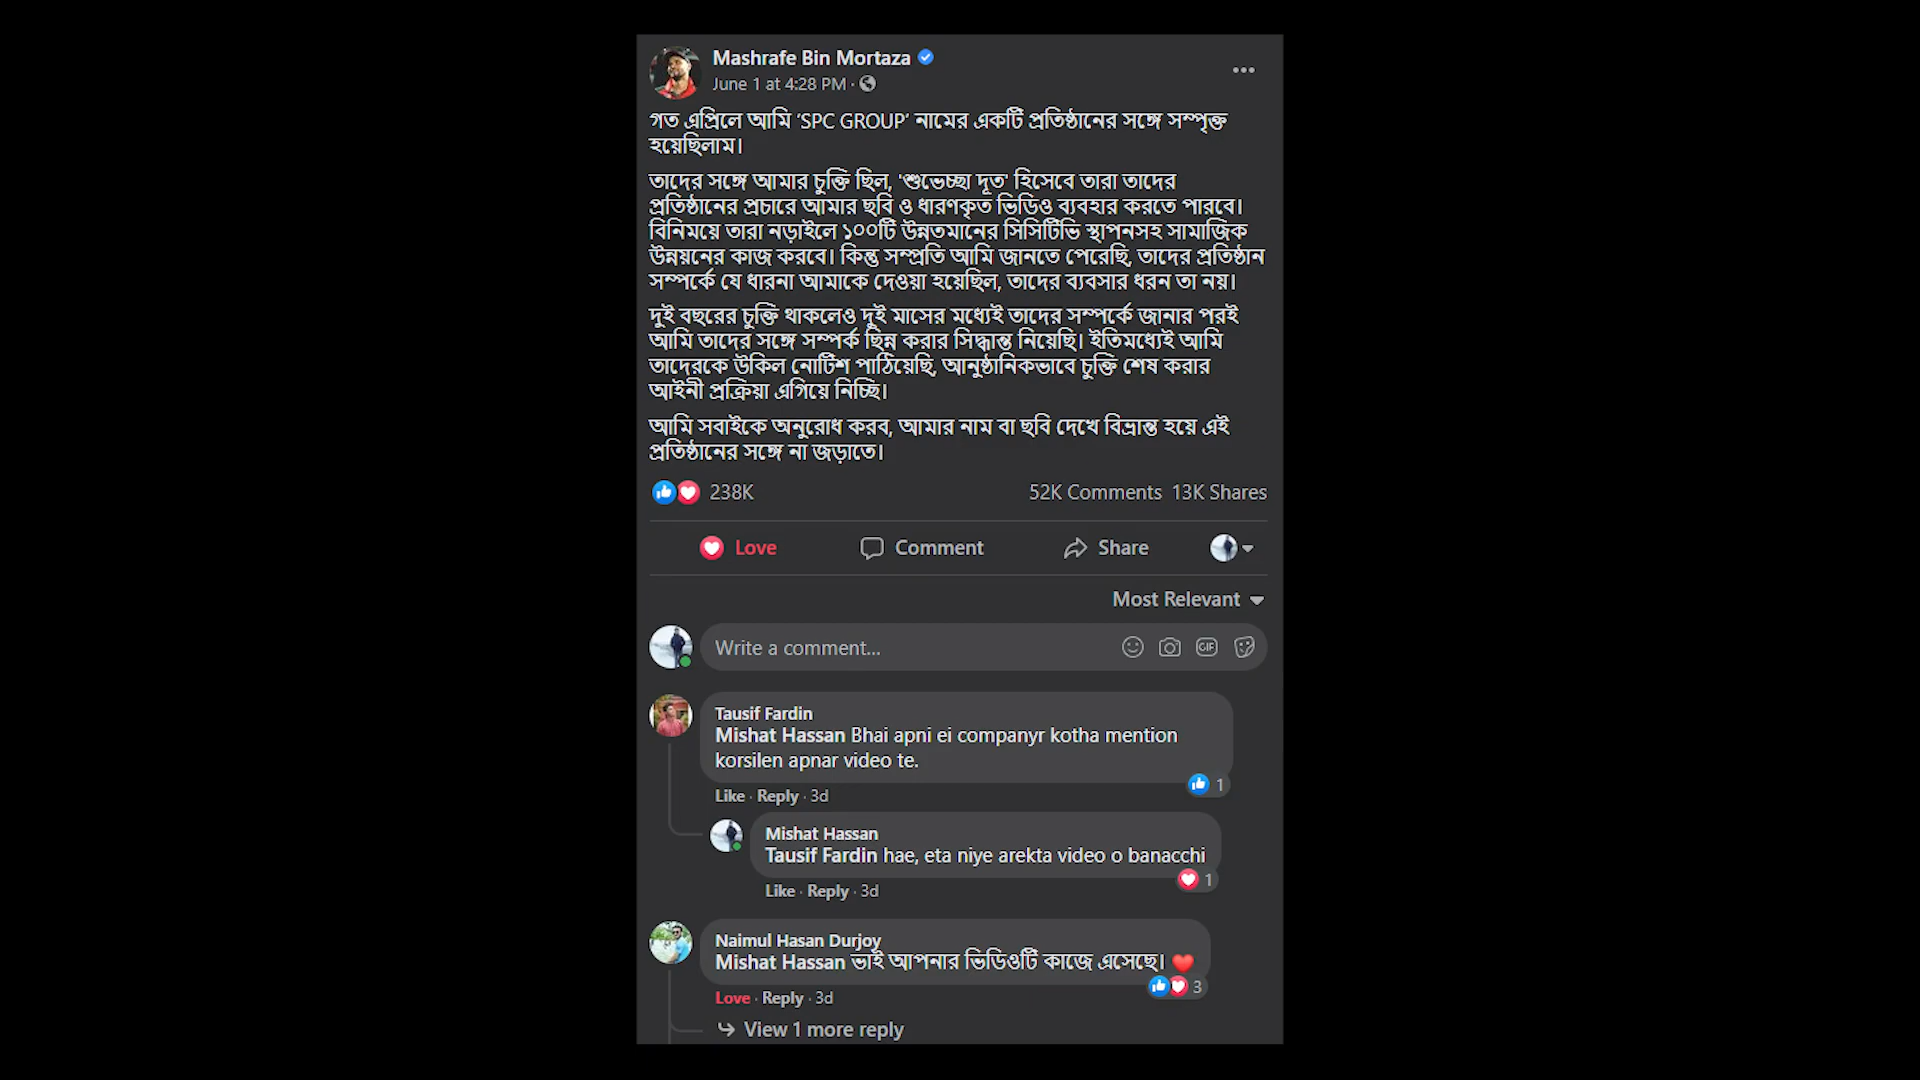 Mashrafe Bin Mortaza
June 1 at 4:28 PM ·
গত এপ্রিলে আমি ‘SPC GROUP’ নামের একটি প্রতিষ্ঠানের সঙ্গে সম্পৃক্ত
হয়েছিলাম।
তাদের সঙ্গে আমার চুক্তি ছিল, ‘শুভেচ্ছা দূত’ হিসেবে তারা তাদের
প্রতিষ্ঠানের প্রচারে আমার ছবি ও ধারণকৃত ভিডিও ব্যবহার করতে পারবে।
বিনিময়ে তারা নড়াইলে ১০০টি উন্নতমানের সিসিটিভি স্থাপনসহ সামাজিক
উন্নয়নের কাজ করবে। কিন্তু সম্প্রতি আমি জানতে পেরেছি, তাদের প্রতিষ্ঠান
সম্পর্কে যে ধারনা আমাকে দেওয়া হয়েছিল, তাদের ব্যবসার ধরন তা নয়।
দুই বছরের চুক্তি থাকলেও দুই মাসের মধ্যেই তাদের সম্পর্কে জানার পরই
আমি তাদের সঙ্গে সম্পর্ক ছিন্ন করার সিদ্ধান্ত নিয়েছি। ইতিমধ্যেই আমি
তাদেরকে উকিল নোটিশ পাঠিয়েছি, আনুষ্ঠানিকভাবে চুক্তি শেষ করার
আইনী প্রক্রিয়া এগিয়ে নিচ্ছি।
আমি সবাইকে অনুরোধ করব, আমার নাম বা ছবি দেখে বিভ্রান্ত হয়ে এই
প্রতিষ্ঠানের সঙ্গে না জড়াতে।
238K 52K Comments 13K Shares
Love Comment Share
Most Relevant
Write a comment...
GIF
Tausif Fardin
Mishat Hassan Bhai apni ei companyr kotha mention
korsilen apnar video te.
1
Like · Reply · 3d
Mishat Hassan
Tausif Fardin hae, eta niye arekta video o banacchi
1
Like · Reply · 3d
Naimul Hasan Durjoy
Mishat Hassan ভাই আপনার ভিডিওটি কাজে এসেছে। ❤️
3
Love · Reply · 3d
View 1 more reply